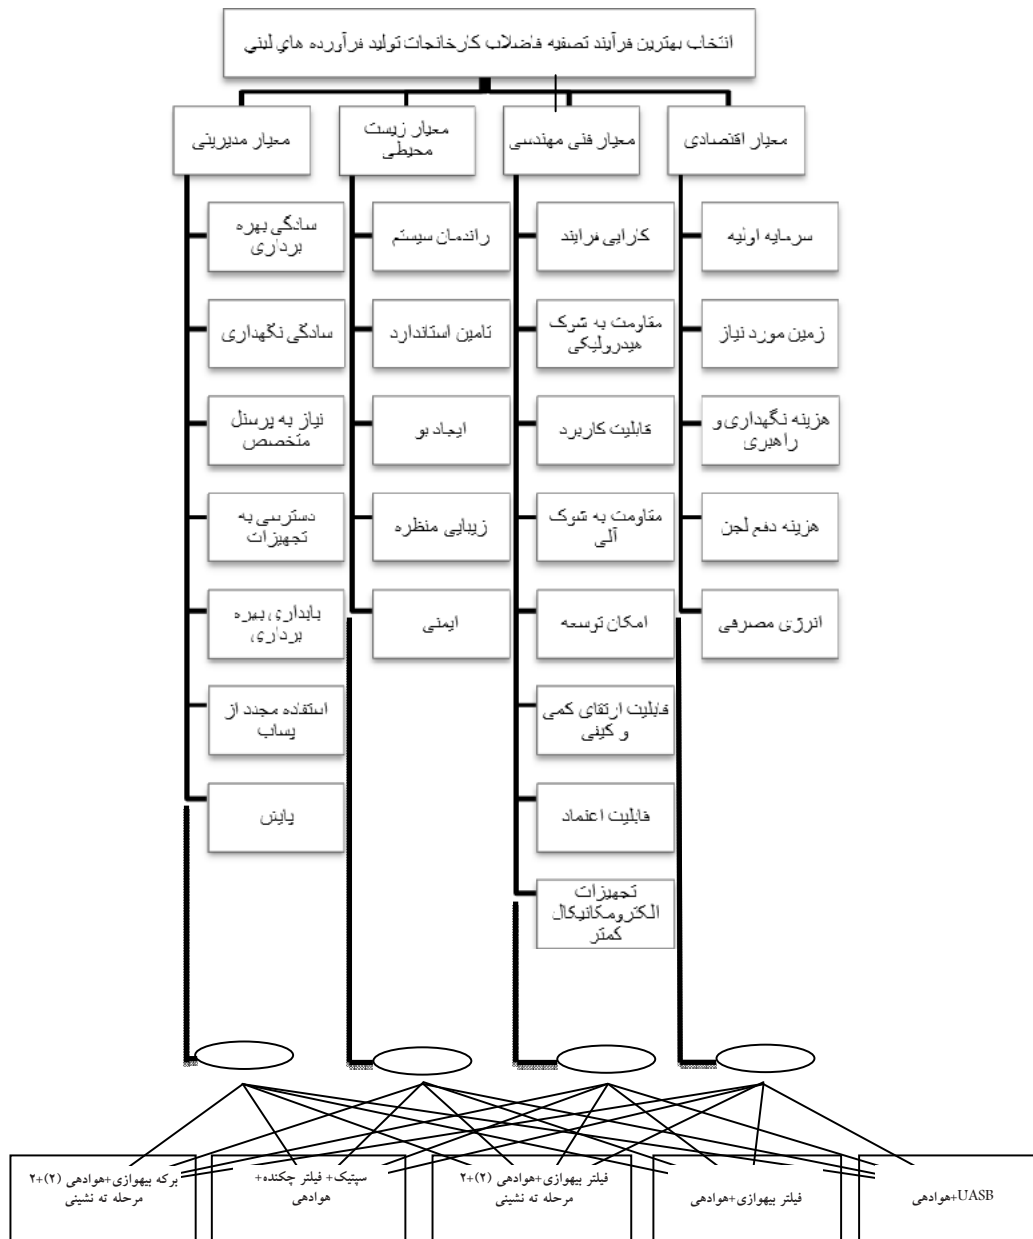 انتخاب بهترین فرآیند تصفیه فاضلاب کارخانجات تولید فرآورده های لبنی
معیار اقتصادی
سرمایه اولیه
زمین مورد نیاز
هزینه نگهداری و
راهبری
هزینه دفع لجن
انرژی مصرفی
معیار فنی مهندسی
کارایی فرایند
مقاومت به شوک
هیدرولیکی
قابلیت کاربرد
مقاومت به شوک
آلی
امکان توسعه
قابلیت ارتقای کمی
و کیفی
قابلیت اعتماد
تجهیزات
الکترومکانیکال
کمتر
معیار زیست
محیطی
راندمان سیستم
تامین استاندارد
ایجاد بو
زیبایی منظره
ایمنی
معیار مدیریتی
سادگی بهره
برداری
سادگی نگهداری
نیاز به پرسنل
متخصص
دسترسی به
تجهیزات
پایداری بهره
برداری
استفاده مجدد از
پساب
پایش
UASB+هوادهی
فیلتر بیهوازی+هوادهی
فیلتر بیهوازی+هوادهی (۲)+۲
مرحله ته نشینی
سپتیک+ فیلتر چکنده+
هوادهی
برکه بیهوازی+هوادهی (۲)+۲
مرحله ته نشینی